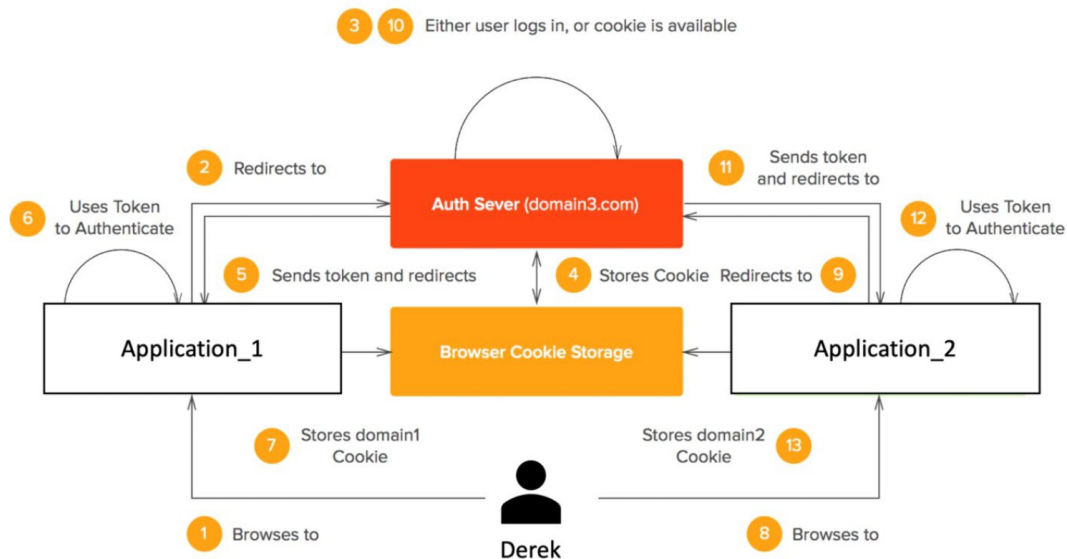 3 10 Either user logs in, or cookie is available
2 Redirects to
11 Sends token
and redirects to
Auth Sever (domain3.com)
6 Uses Token
to Authenticate
12 Uses Token
to Authenticate
5 Sends token and redirects
4 Stores Cookie
Redirects to 9
Application_1
Browser Cookie Storage
Application_2
7 Stores domain1
Cookie
Stores domain2
Cookie 13
1 Browses to
8 Browses to
Derek